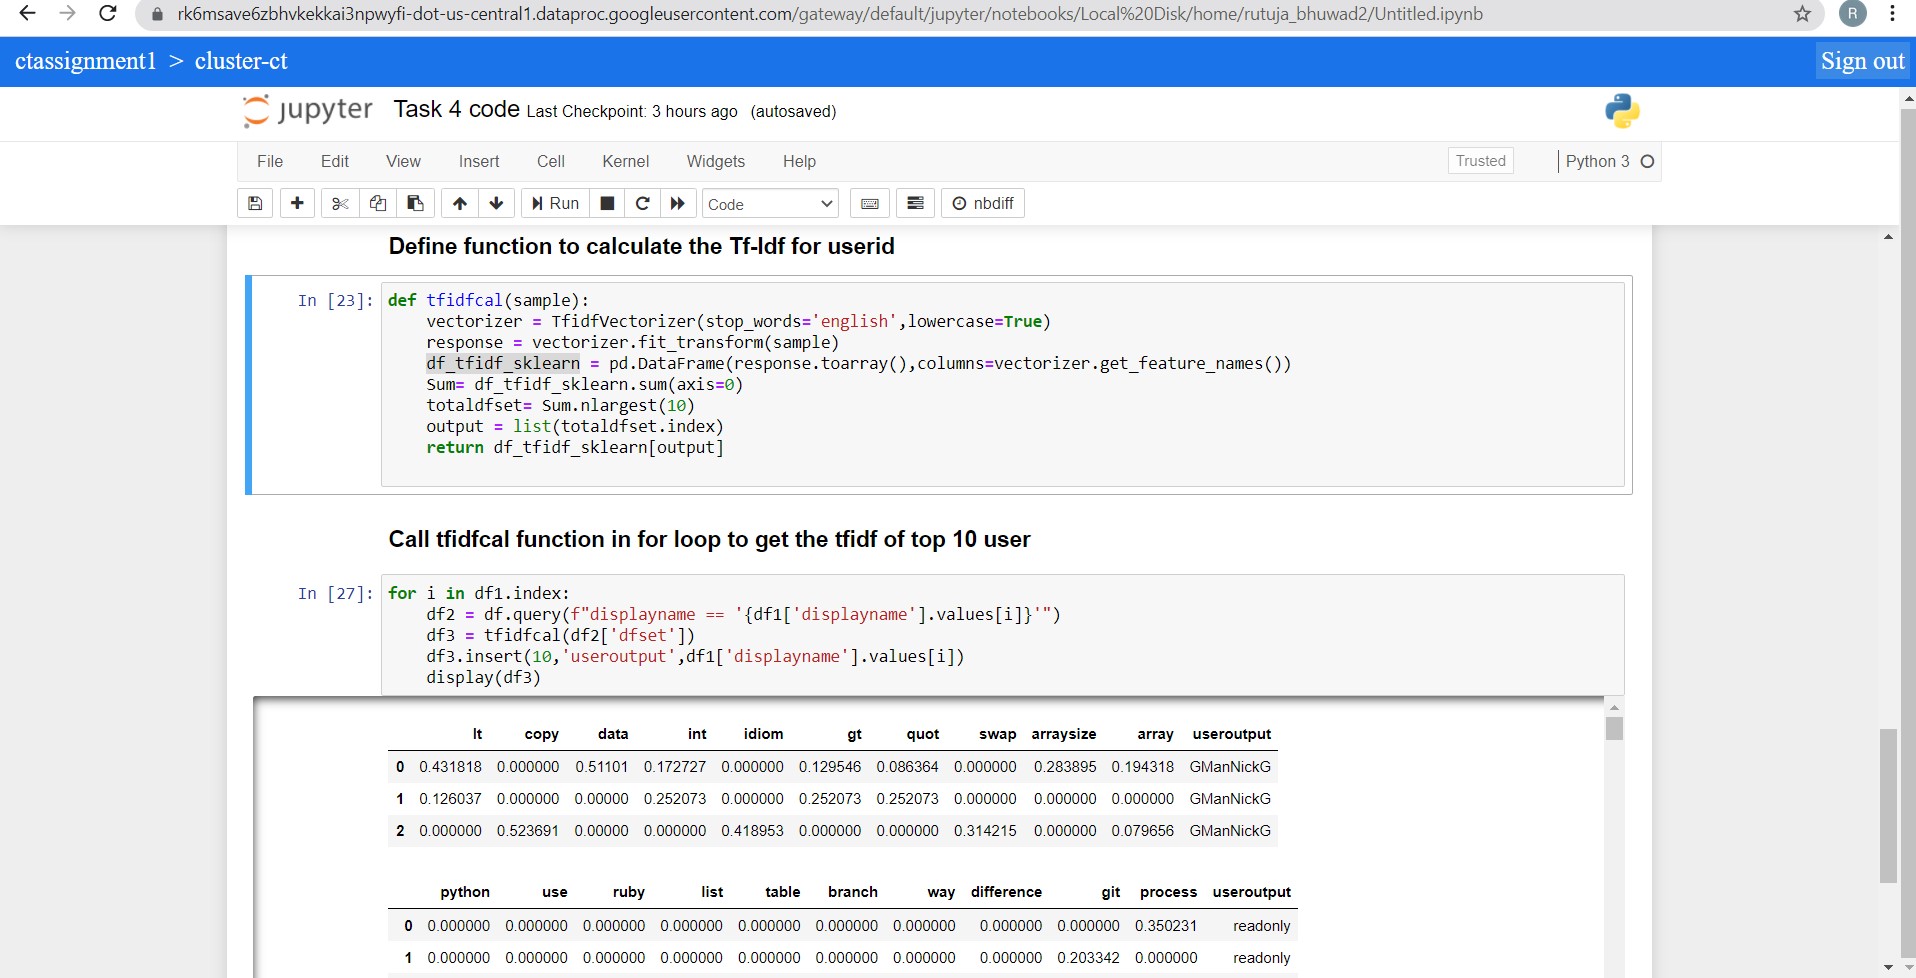 rk6msave6zbhvkekkai3npwyfi-dot-us-central1.dataproc.googleusercontent.com/gateway/default/jupyter/notebooks/Local%20Disk/home/rutuja_bhuwad2/Untitled.ipynb
R
ctassignment1 > cluster-ct
Sign out
jupyter Task 4 code Last Checkpoint: 3 hours ago (autosaved)
File Edit View Insert Cell Kernel Widgets Help Trusted Python 3
Run Code nbdiff
Define function to calculate the Tf-Idf for userid
In [23]: def tfidfcal(sample):
    vectorizer = TfidfVectorizer(stop_words='english',lowercase=True)
    response = vectorizer.fit_transform(sample)
    df_tfidf_sklearn = pd.DataFrame(response.toarray(),columns=vectorizer.get_feature_names())
    Sum= df_tfidf_sklearn.sum(axis=0)
    totaldfset= Sum.nlargest(10)
    output = list(totaldfset.index)
    return df_tfidf_sklearn[output]
Call tfidfcal function in for loop to get the tfidf of top 10 user
In [27]: for i in df1.index:
    df2 = df.query(f"displayname == '{df1['displayname'].values[i]}'")
    df3 = tfidfcal(df2['dfset'])
    df3.insert(10,'useroutput',df1['displayname'].values[i])
    display(df3)
lt copy data int idiom gt quot swap arraysize array useroutput
0 0.431818 0.000000 0.51101 0.172727 0.000000 0.129546 0.086364 0.000000 0.283895 0.194318 GManNickG
1 0.126037 0.000000 0.00000 0.252073 0.000000 0.252073 0.252073 0.000000 0.000000 0.000000 GManNickG
2 0.000000 0.523691 0.00000 0.000000 0.418953 0.000000 0.000000 0.314215 0.000000 0.079656 GManNickG
python use ruby list table branch way difference git process useroutput
0 0.000000 0.000000 0.000000 0.000000 0.000000 0.000000 0.000000 0.000000 0.000000 0.350231 readonly
1 0.000000 0.000000 0.000000 0.000000 0.000000 0.000000 0.000000 0.000000 0.203342 0.000000 readonly